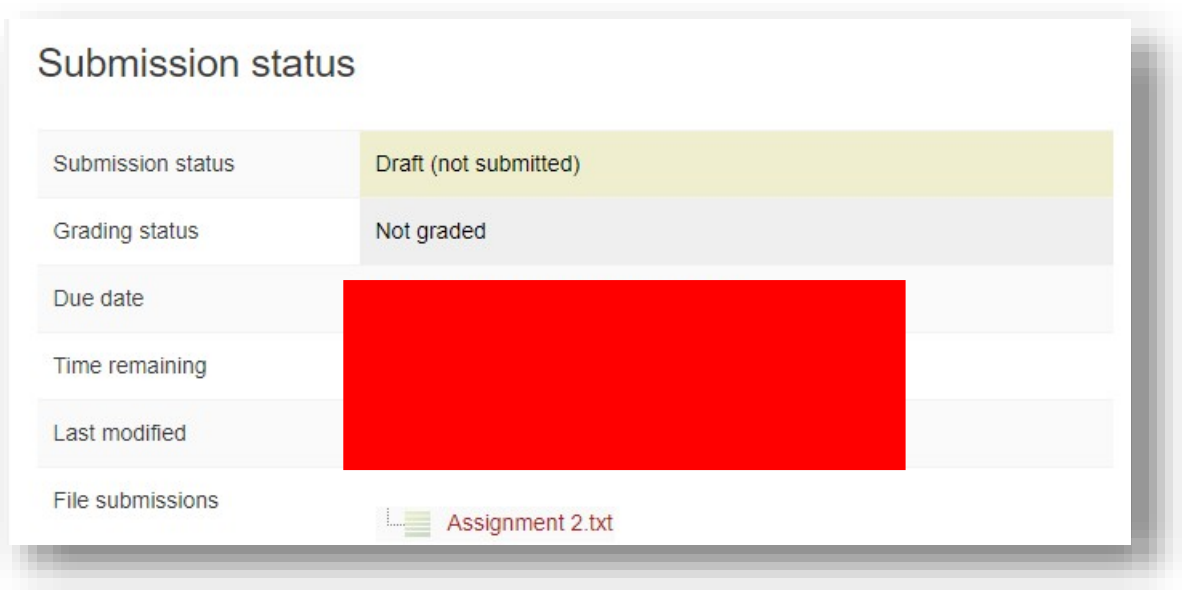 Submission status
Submission status Draft (not submitted)
Grading status Not graded
Due date
Time remaining
Last modified
File submissions
Assignment 2.txt